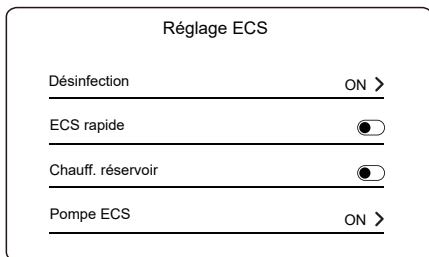 Réglage ECS
Désinfection ON
ECS rapide
Chauff. réservoir
Pompe ECS ON